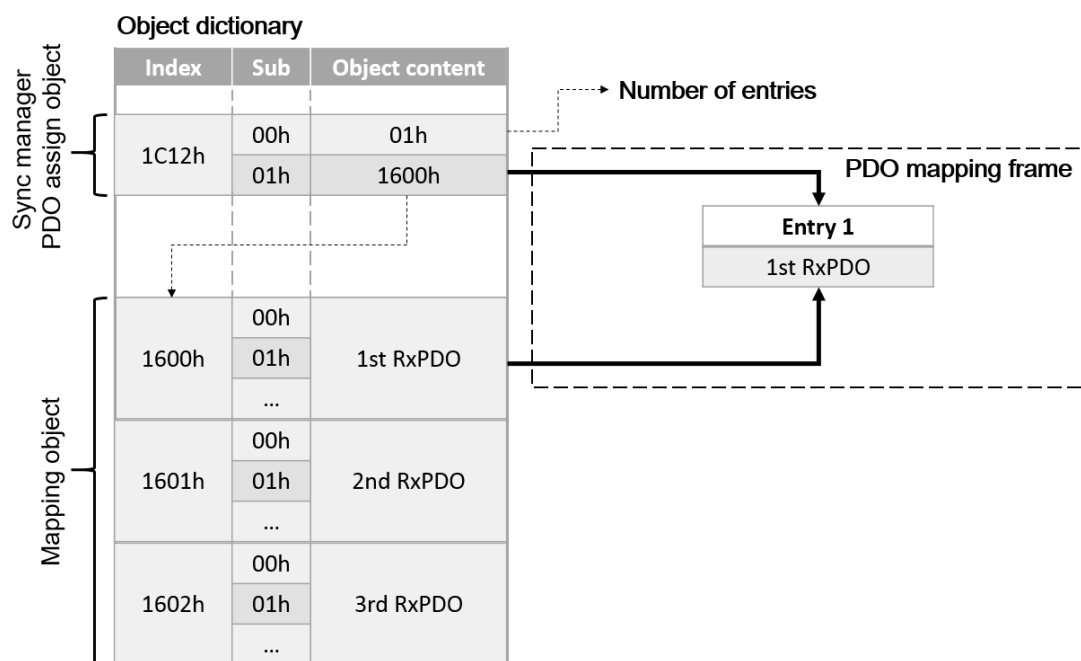 Object dictionary
Index Sub Object content
Number of entries
Sync manager
PDO assign object
1C12h
00h 01h
01h 1600h
PDO mapping frame
Entry 1
1st RxPDO
Mapping object
1600h
00h
01h
...
1st RxPDO
1601h
00h
01h
...
2nd RxPDO
1602h
00h
01h
...
3rd RxPDO